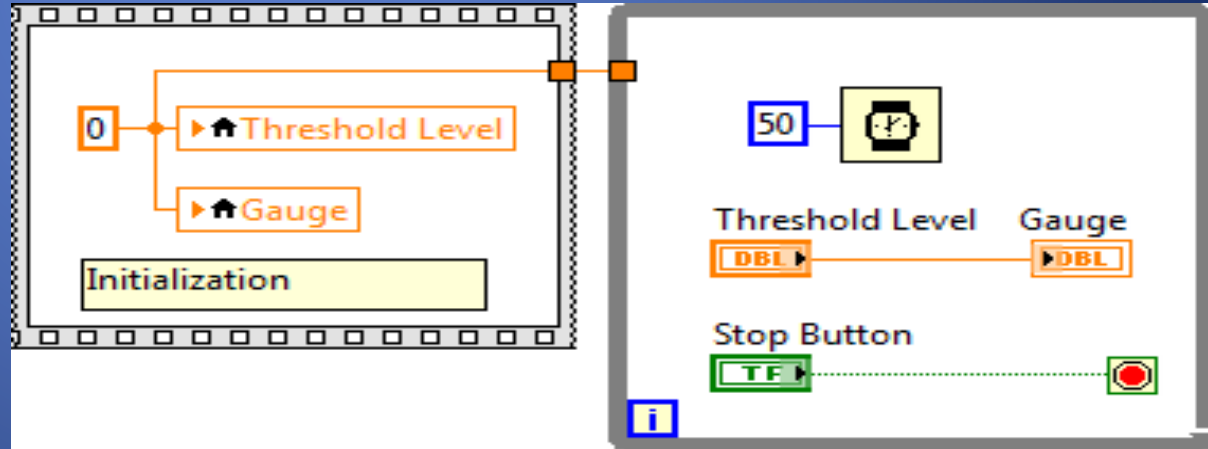 0
Threshold Level
Gauge
Initialization
50
Threshold Level
Gauge
DBL
DBL
Stop Button
TF
i